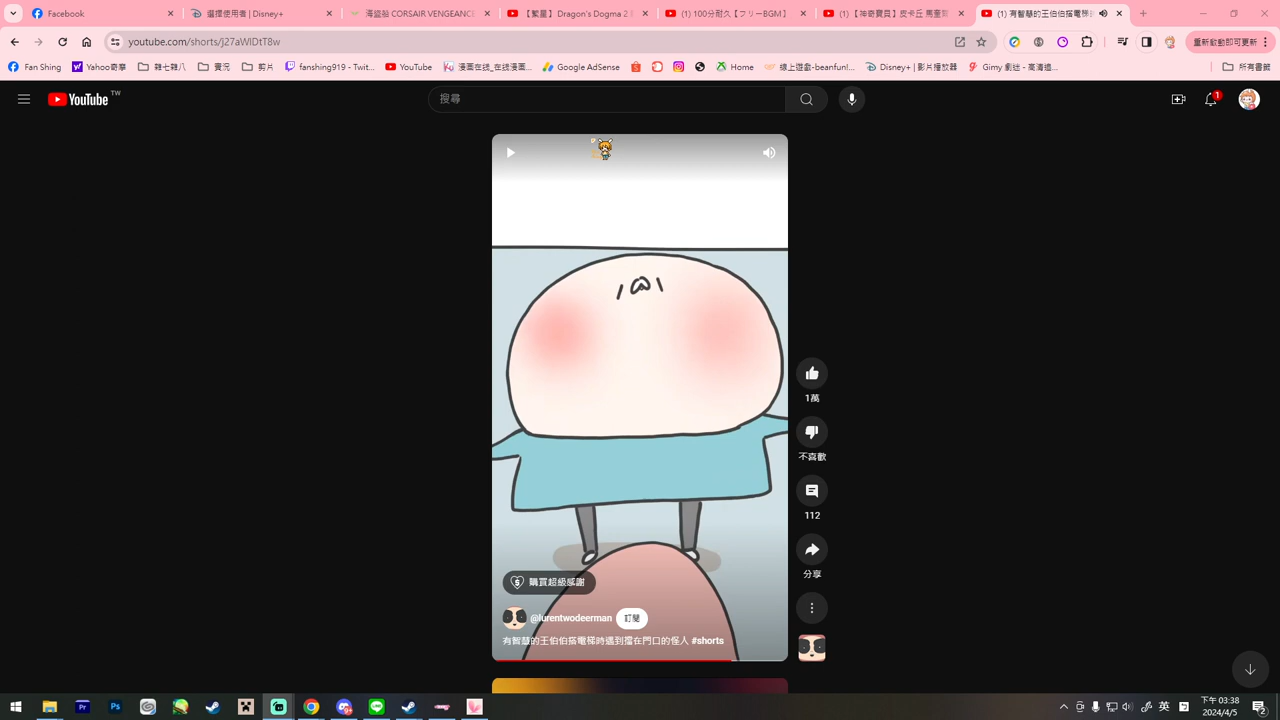 Facebook
選擇使用者 | Disney+
海盜船 CORSAIR VENGEANCE
【繁星】 Dragon's Dogma 2
(1) 100分耐久【フリーBGM】
(1) 【神奇寶貝】皮卡丘
(1) 有智慧的王伯伯搭電梯時
youtube.com/shorts/J27aWlDtT8w
重新啟動即可更新
Fan Shing
Yahoo奇摩
雜七雜八
實況
剪片
fanshing919 - Twit...
YouTube
漫画在线_在线漫画...
Google AdSense
Home
線上遊戲-beanfun!...
Disney+ | 影片播放器
Gimy 劇迷 - 高清追...
所有書籤
YouTube TW
搜尋
1
1萬
不喜歡
112
分享
購買超級感謝
@lurentwodeerman 訂閱
有智慧的王伯伯搭電梯時遇到擋在門口的怪人 #shorts
英
下午 03:38
2024/4/5
2